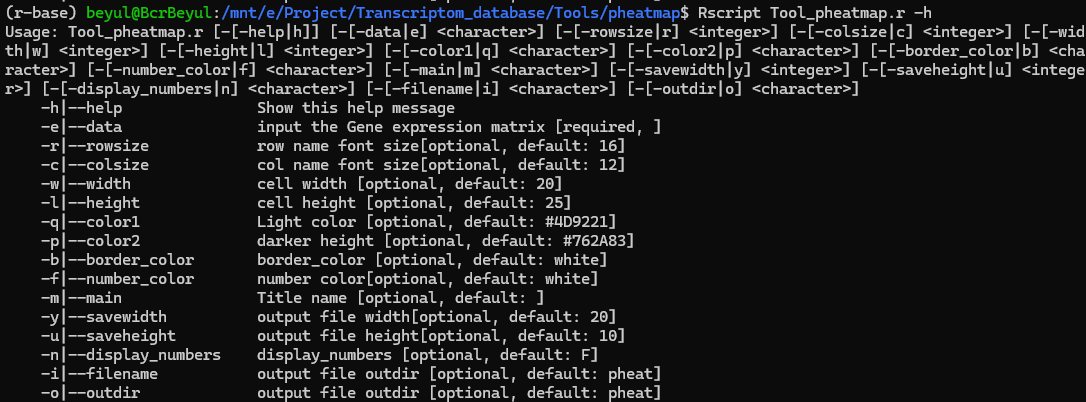 (r-base) beyul@BcrBeyul:/mnt/e/Project/Transcriptom_database/Tools/pheatmap$ Rscript Tool_pheatmap.r -h
Usage: Tool_pheatmap.r [-[-help|h]] [-[-data|e] <character>] [-[-rowsize|r] <integer>] [-[-colsize|c] <integer>] [-[-wid
th|w] <integer>] [-[-height|l] <integer>] [-[-color1|q] <character>] [-[-color2|p] <character>] [-[-border_color|b] <cha
racter>] [-[-number_color|f] <character>] [-[-main|m] <character>] [-[-savewidth|y] <integer>] [-[-saveheight|u] <intege
r>] [-[-display_numbers|n] <character>] [-[-filename|i] <character>] [-[-outdir|o] <character>]
    -h|--help               Show this help message
    -e|--data               input the Gene expression matrix [required, ]
    -r|--rowsize            row name font size[optional, default: 16]
    -c|--colsize            col name font size[optional, default: 12]
    -w|--width              cell width [optional, default: 20]
    -l|--height             cell height [optional, default: 25]
    -q|--color1             Light color [optional, default: #4D9221]
    -p|--color2             darker height [optional, default: #762A83]
    -b|--border_color       border_color [optional, default: white]
    -f|--number_color       number color[optional, default: white]
    -m|--main               Title name [optional, default: ]
    -y|--savewidth          output file width[optional, default: 20]
    -u|--saveheight         output file height[optional, default: 10]
    -n|--display_numbers    display_numbers [optional, default: F]
    -i|--filename           output file outdir [optional, default: pheat]
    -o|--outdir             output file outdir [optional, default: pheat]